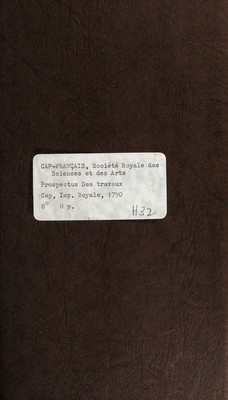 CAP-FRANÇAIS, Société Royale des
Sciences et des Arts
Prospectus Des travaux
Cap, Imp. Royale, 1790
8° 8 p.
H32